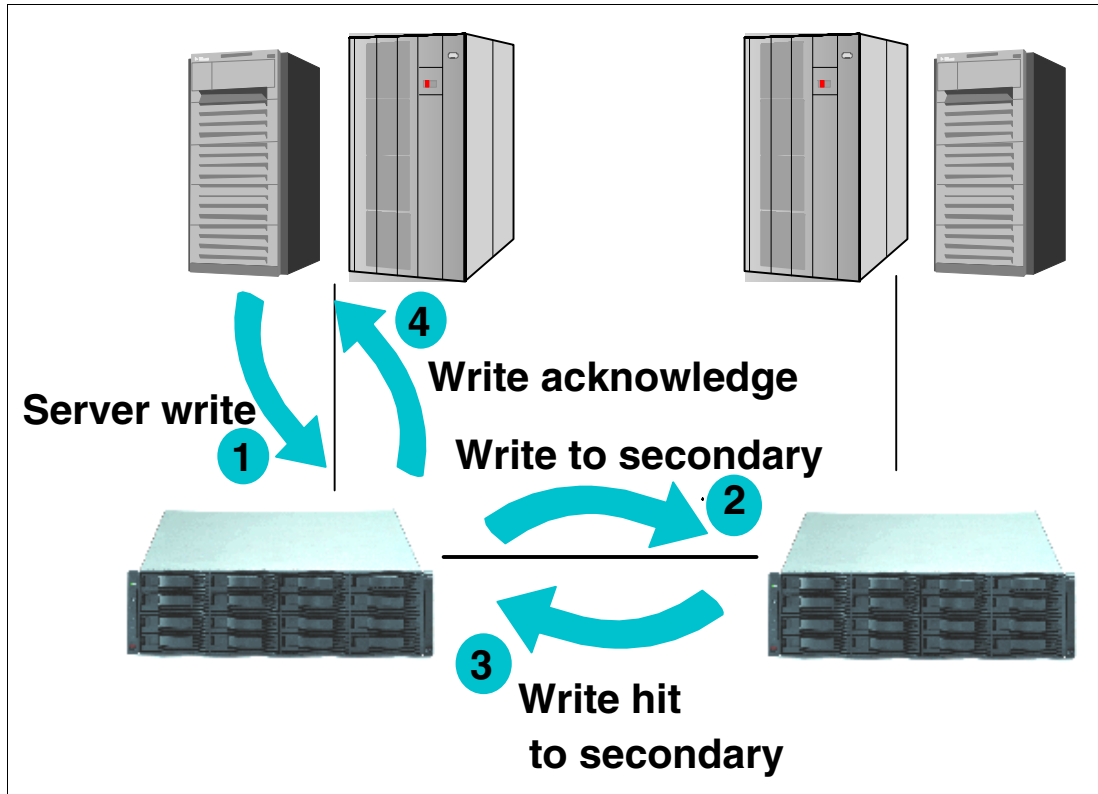 4
Write acknowledge
Server write
1
Write to secondary
2
3
Write hit
to secondary